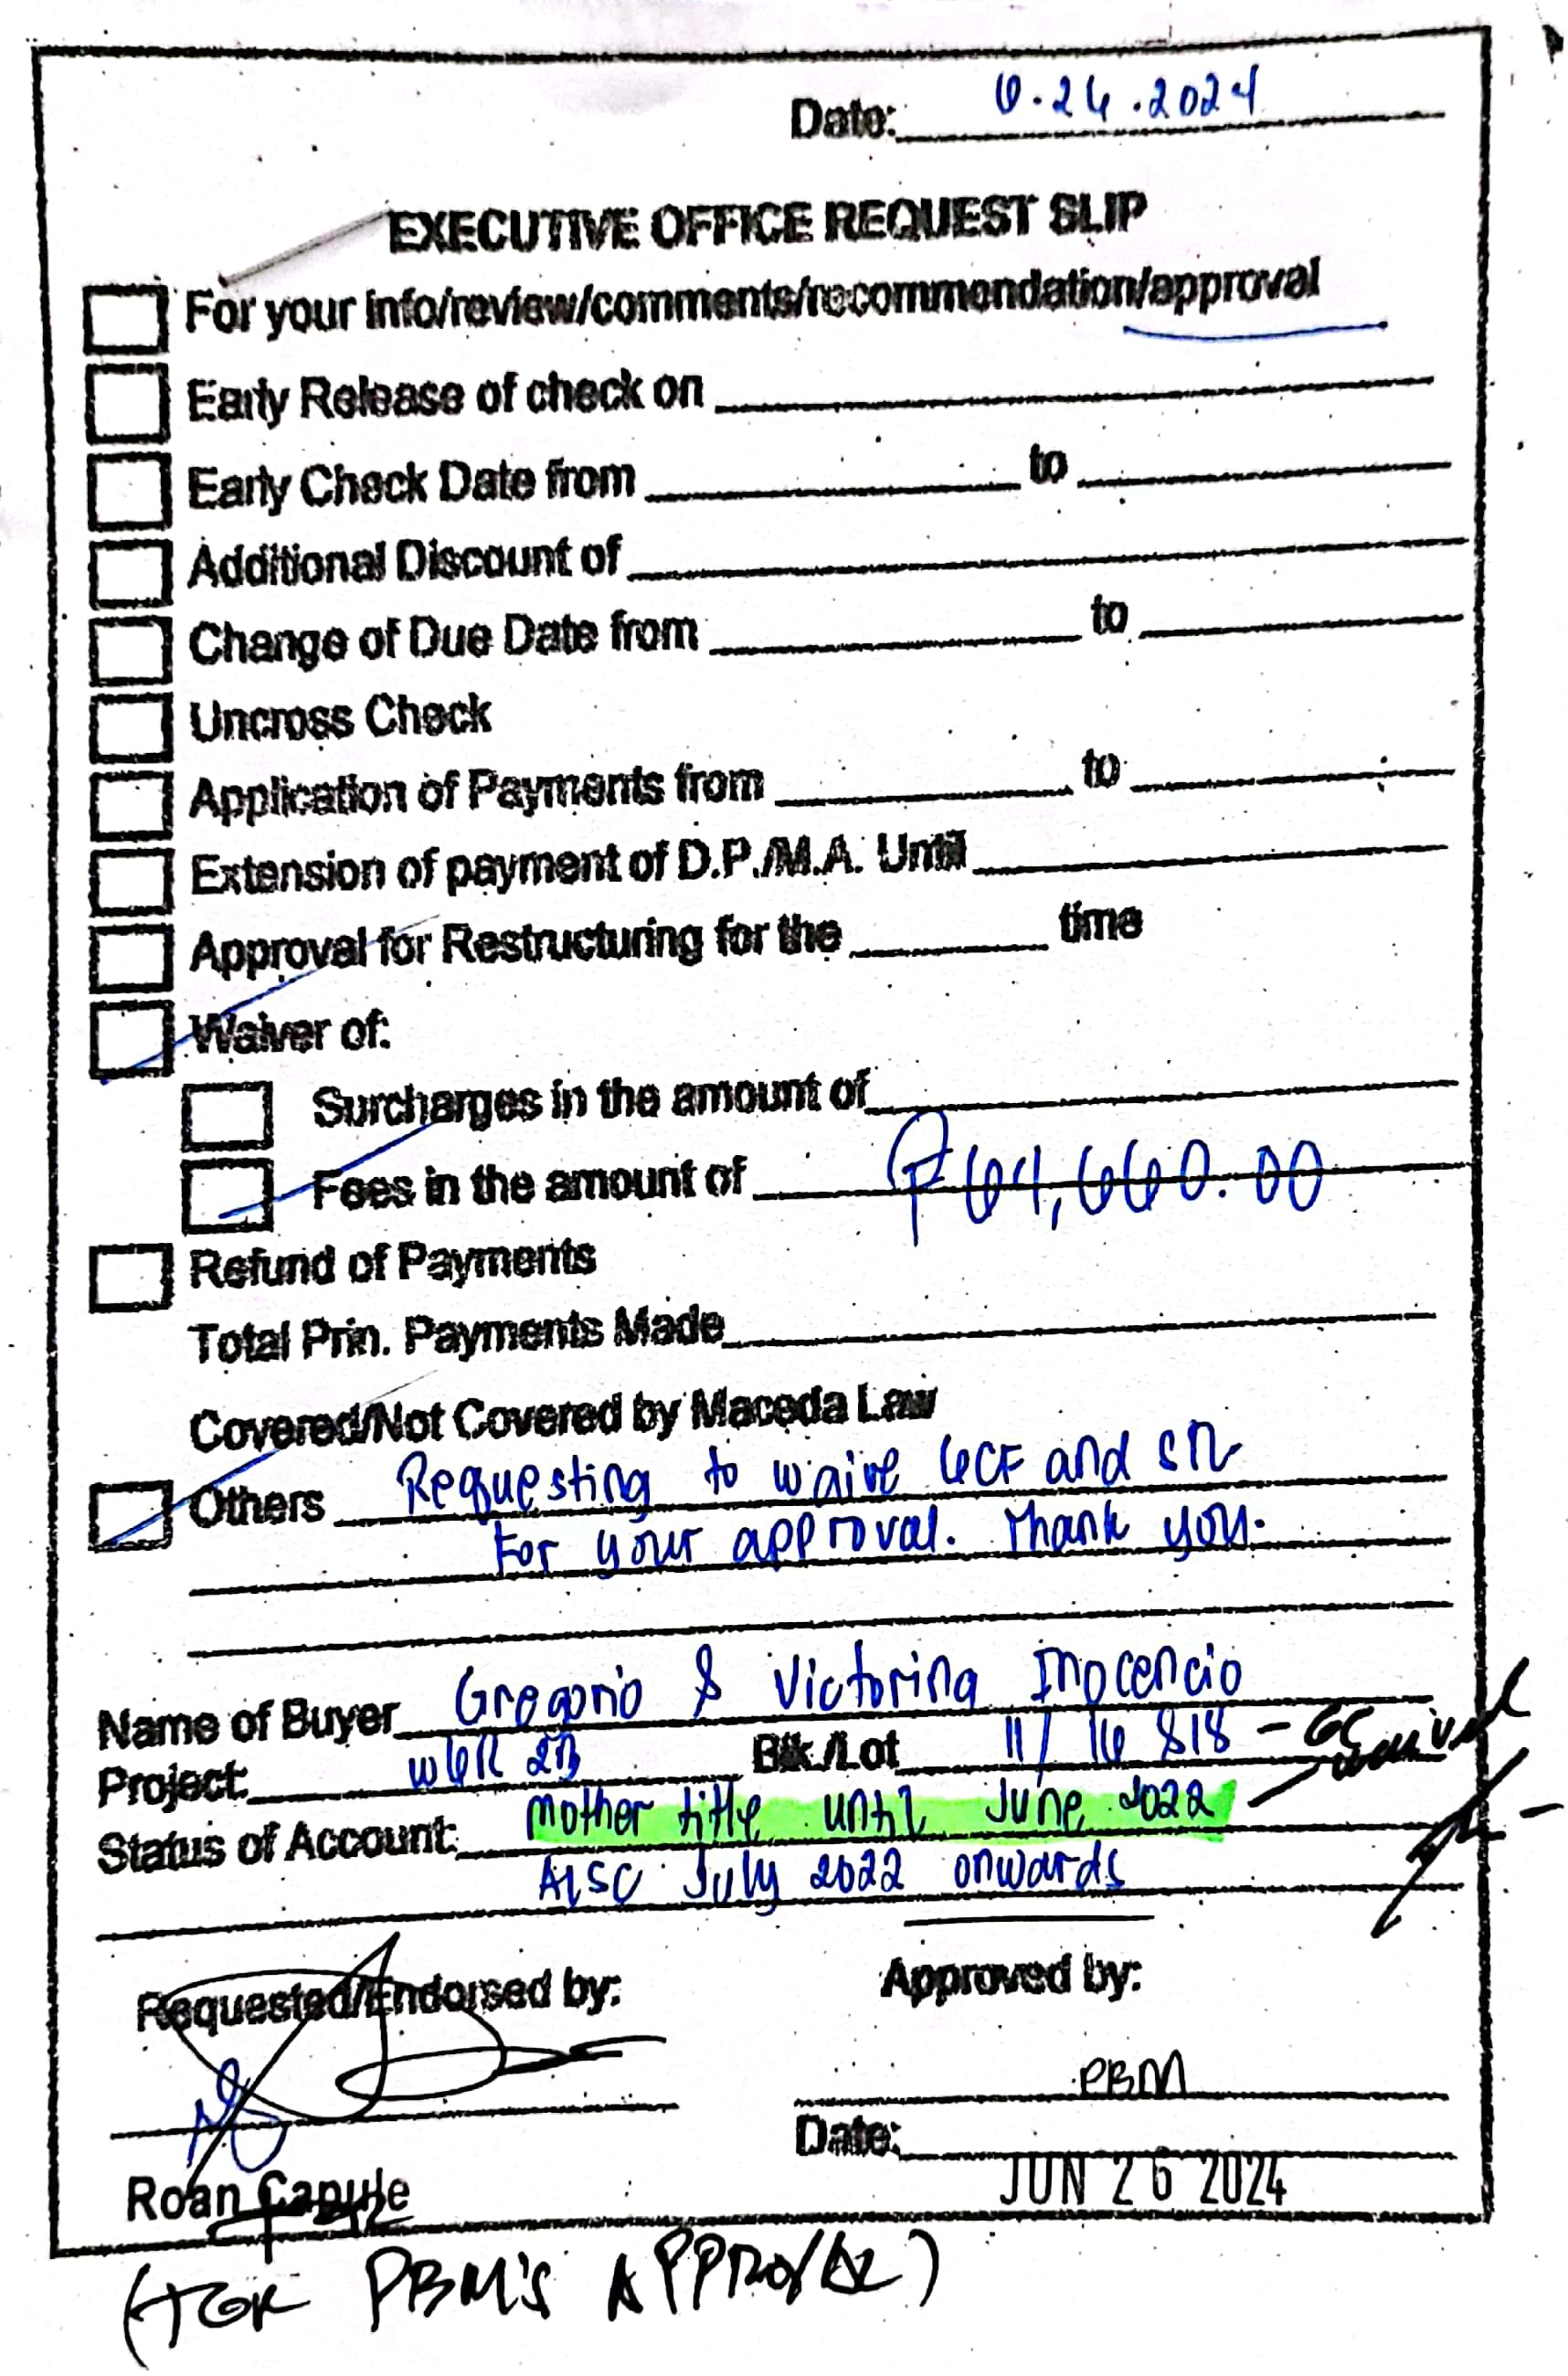 Date: 6.26.2024
EXECUTIVE OFFICE REQUEST SLIP
For your info/review/comments/recommendation/approval
Early Release of check on
Early Check Date from to
Additional Discount of
Change of Due Date from to
Uncross Check
Application of Payments from to
Extension of payment of D.P./M.A. Until
Approval for Restructuring for the time
Waiver of:
Surcharges in the amount of
Fees in the amount of ₱64,660.00
Refund of Payments
Total Prin. Payments Made
Covered/Not Covered by Maceda Law
Others Requesting to waive GCF and
For your approval. Thank you.
Name of Buyer Gregorio & Victorina Inocencio
Project: WGR 2B Blk./Lot 11/ 16 &18 - GC
Status of Account: Mother title until June 2022
July 2022 onwards
Requested/Endorsed by: Approved by:
PBM
Date: JUN 26 2024
Roan Capule
(FOR PBM'S APPROVAL)